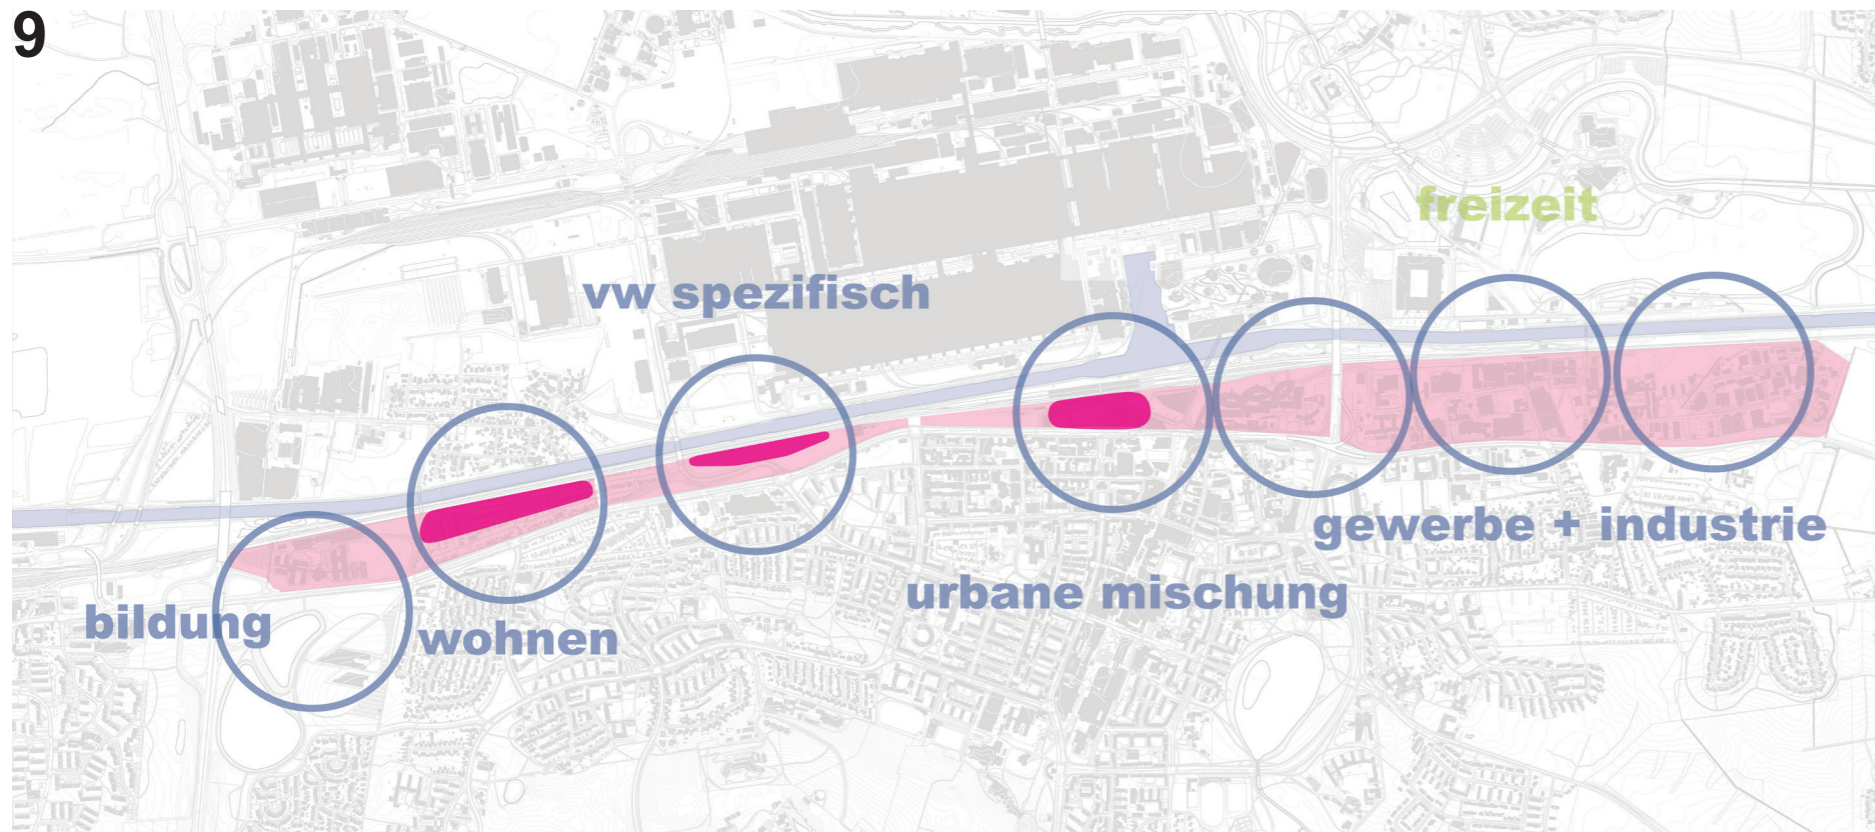 9
freizeit
vw spezifisch
gewerbe + industrie
urbane mischung
bildung
wohnen